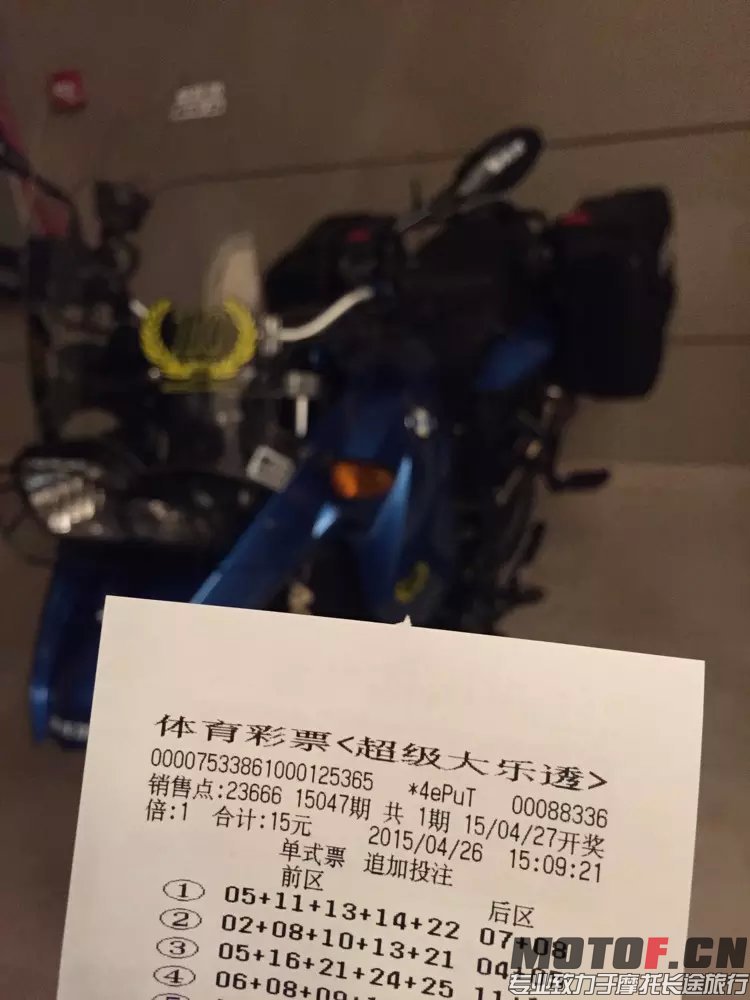 体育彩票<超级大乐透>
00007533861000125365 *4ePuT 00088336
销售点:23666 15047期 共 1期 15/04/27开奖
倍:1 合计:15元 2015/04/26 15:09:21
单式票 追加投注
前区 后区
① 05+11+13+14+22 07+08
② 02+08+10+13+21
③ 05+16+21+24+25
④
MOTOF.CN
专业致力于摩托长途旅行